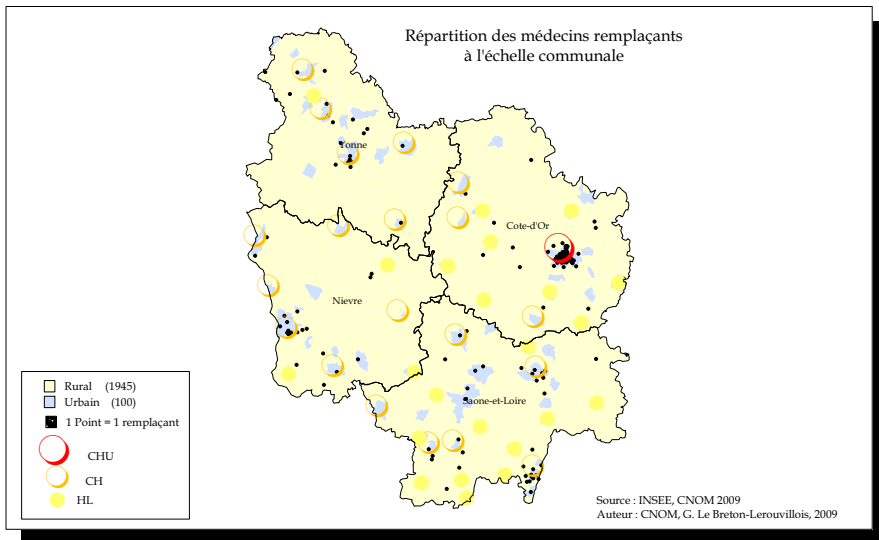 Répartition des médecins remplaçants
à l'échelle communale
Yonne
Cote-d'Or
Nievre
Saone-et-Loire
Rural (1945)
Urbain (100)
1 Point = 1 remplaçant
CHU
CH
HL
Source : INSEE, CNOM 2009
Auteur : CNOM, G. Le Breton-Lerouvillois, 2009